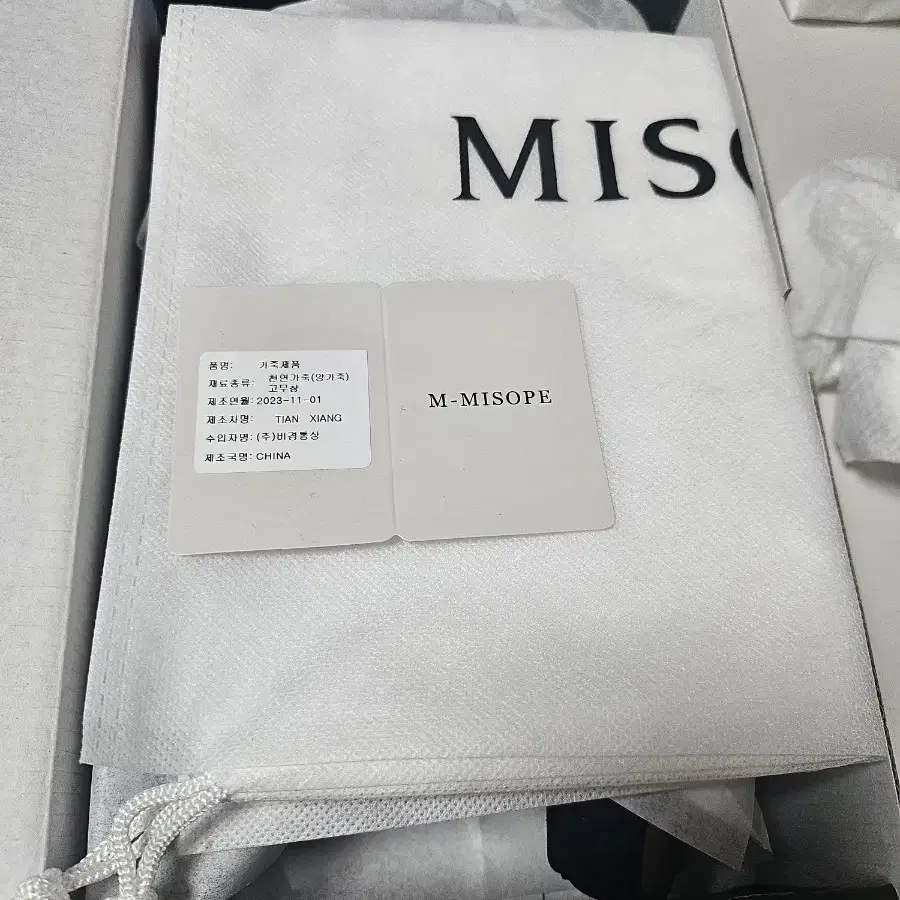 MISO
품명: 가죽제품
재료종류: 천연가죽(양가죽)
고무창
제조연월: 2023-11-01
제조자명: TIAN XIANG
수입자명: (주)비경통상
제조국명: CHINA
M-MISOPE